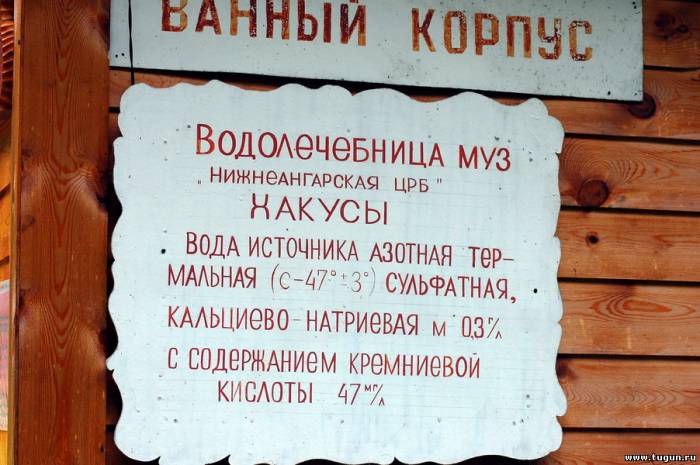 ВАННЫЙ КОРПУС
ВОДОЛЕЧЕБНИЦА МУЗ
"НИЖНЕАНГАРСКАЯ ЦРБ"
ХАКУСЫ
ВОДА ИСТОЧНИКА АЗОТНАЯ ТЕР-
МАЛЬНАЯ (С-47°±3°) СУЛЬФАТНАЯ,
КАЛЬЦИЕВО-НАТРИЕВАЯ М 0,3 г/л
С СОДЕРЖАНИЕМ КРЕМНИЕВОЙ
КИСЛОТЫ 47 мг/л
www.tugun.ru